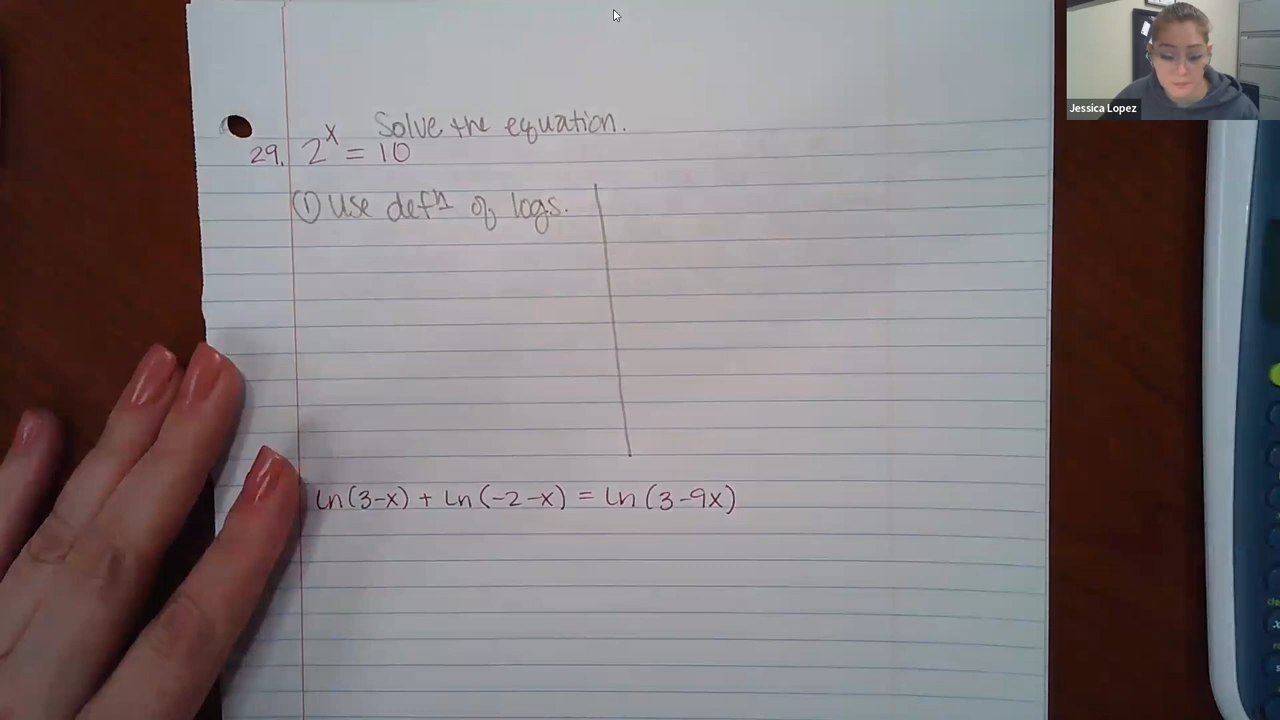 Solve the equation.
29. 2^x = 10
① Use defⁿ of logs.
ln(3-x) + ln(-2-x) = ln(3-9x)
Jessica Lopez